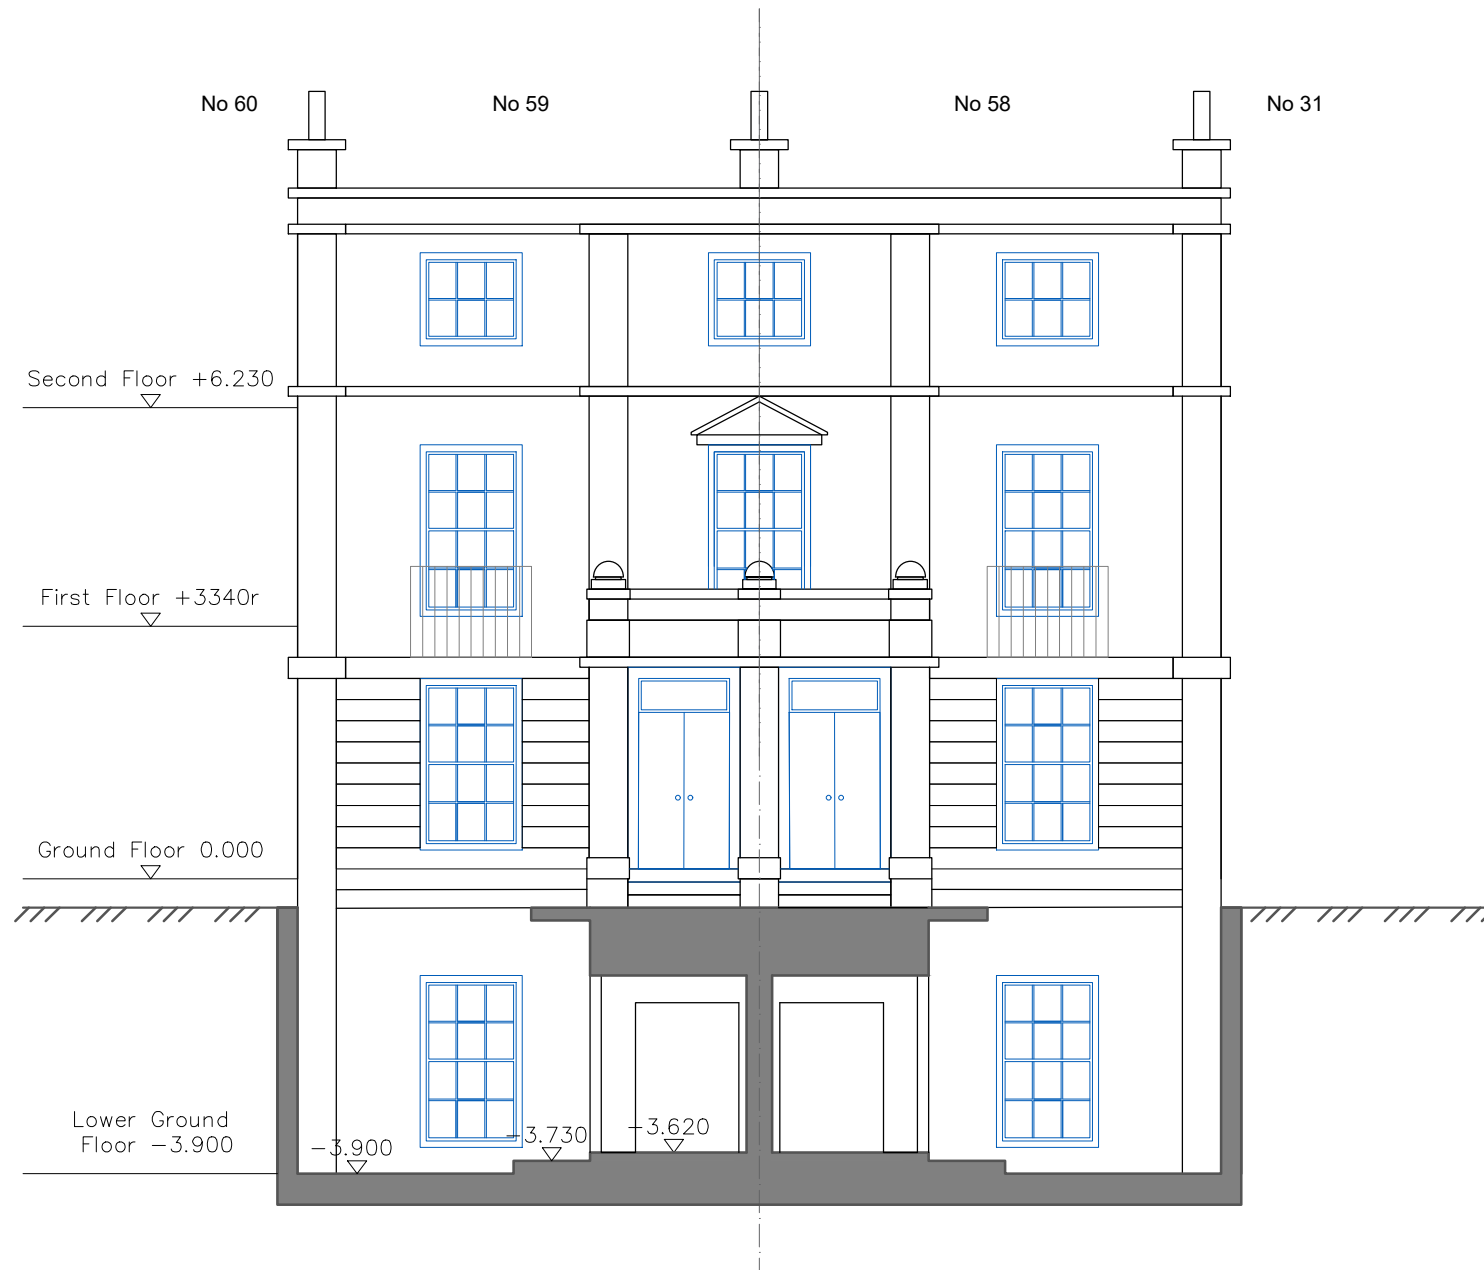 No 60
No 59
No 58
No 31
Second Floor +6.230
First Floor +3340r
Ground Floor 0.000
Lower Ground
Floor -3.900
-3.900
-3.730
-3.620